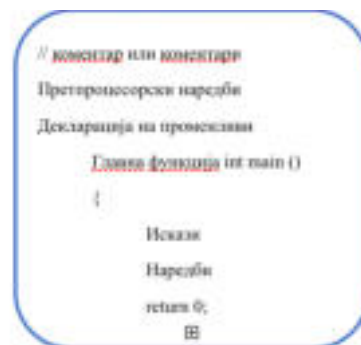 // коментар или коментари
Претпроцесорски наредби
Декларација на променливи
Главна функција int main ()
{
Искази
Наредби
return 0;